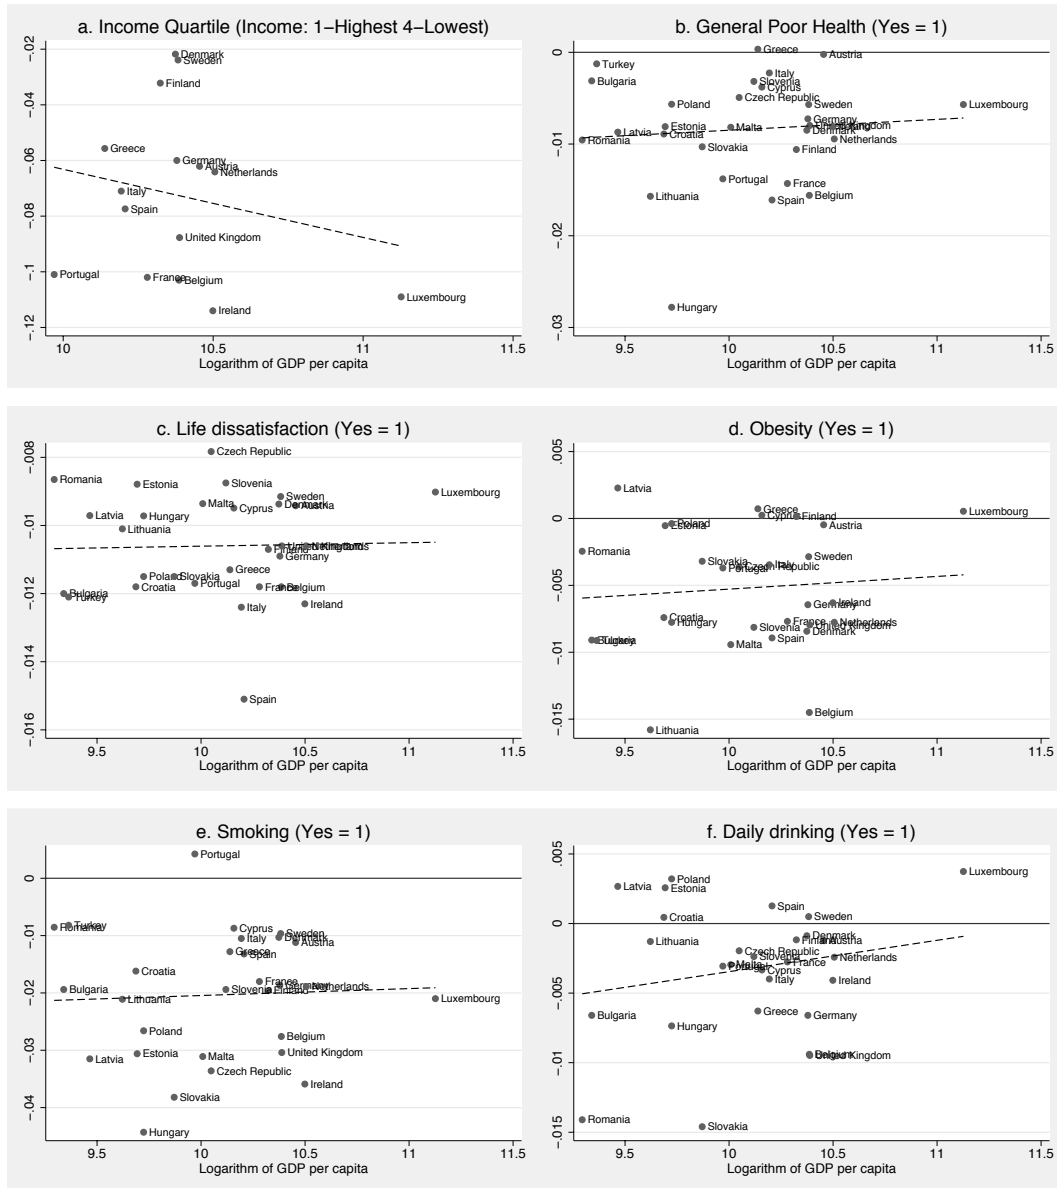 a. Income Quartile (Income: 1−Highest 4−Lowest)
−.02
−.04
−.06
−.08
−.1
−.12
Denmark
Sweden
Finland
Greece
Germany
Austria
Netherlands
Italy
Spain
United Kingdom
Portugal
France
Belgium
Luxembourg
Ireland
10 10.5 11 11.5
Logarithm of GDP per capita
b. General Poor Health (Yes = 1)
0
−.01
−.02
−.03
Greece
Austria
Turkey
Italy
Bulgaria
Slovenia
Cyprus
Czech Republic
Poland
Sweden
Luxembourg
Germany
Estonia
Malta
United Kingdom
Latvia
Croatia
Denmark
Romania
Netherlands
Slovakia
Finland
Portugal
France
Lithuania
Spain
Belgium
Hungary
9.5 10 10.5 11 11.5
Logarithm of GDP per capita
c. Life dissatisfaction (Yes = 1)
−.008
−.01
−.012
−.014
−.016
Czech Republic
Romania
Estonia
Slovenia
Luxembourg
Sweden
Malta
Cyprus
Denmark
Austria
Latvia
Hungary
Lithuania
United Kingdom
Netherlands
Finland
Germany
Greece
Poland
Slovakia
Croatia
Portugal
France
Belgium
Bulgaria
Turkey
Italy
Ireland
Spain
9.5 10 10.5 11 11.5
Logarithm of GDP per capita
d. Obesity (Yes = 1)
.005
0
−.005
−.01
−.015
Latvia
Greece
Cyprus
Finland
Luxembourg
Poland
Estonia
Austria
Romania
Sweden
Slovakia
Italy
Portugal
Czech Republic
Germany
Ireland
Croatia
Hungary
France
Netherlands
Slovenia
United Kingdom
Denmark
Bulgaria
Turkey
Malta
Spain
Belgium
Lithuania
9.5 10 10.5 11 11.5
Logarithm of GDP per capita
e. Smoking (Yes = 1)
0
−.01
−.02
−.03
−.04
Portugal
Turkey
Romania
Cyprus
Sweden
Italy
Denmark
Austria
Greece
Spain
Croatia
France
Germany
Netherlands
Bulgaria
Slovenia
Finland
Lithuania
Luxembourg
Poland
Belgium
Estonia
United Kingdom
Latvia
Malta
Czech Republic
Ireland
Slovakia
Hungary
9.5 10 10.5 11 11.5
Logarithm of GDP per capita
f. Daily drinking (Yes = 1)
.005
0
−.005
−.01
−.015
Luxembourg
Poland
Latvia
Estonia
Spain
Croatia
Sweden
Denmark
Lithuania
Finland
Austria
Czech Republic
Slovenia
Netherlands
Malta
Portugal
France
Cyprus
Italy
Ireland
Greece
Bulgaria
Germany
Hungary
Belgium
United Kingdom
Romania
Slovakia
9.5 10 10.5 11 11.5
Logarithm of GDP per capita